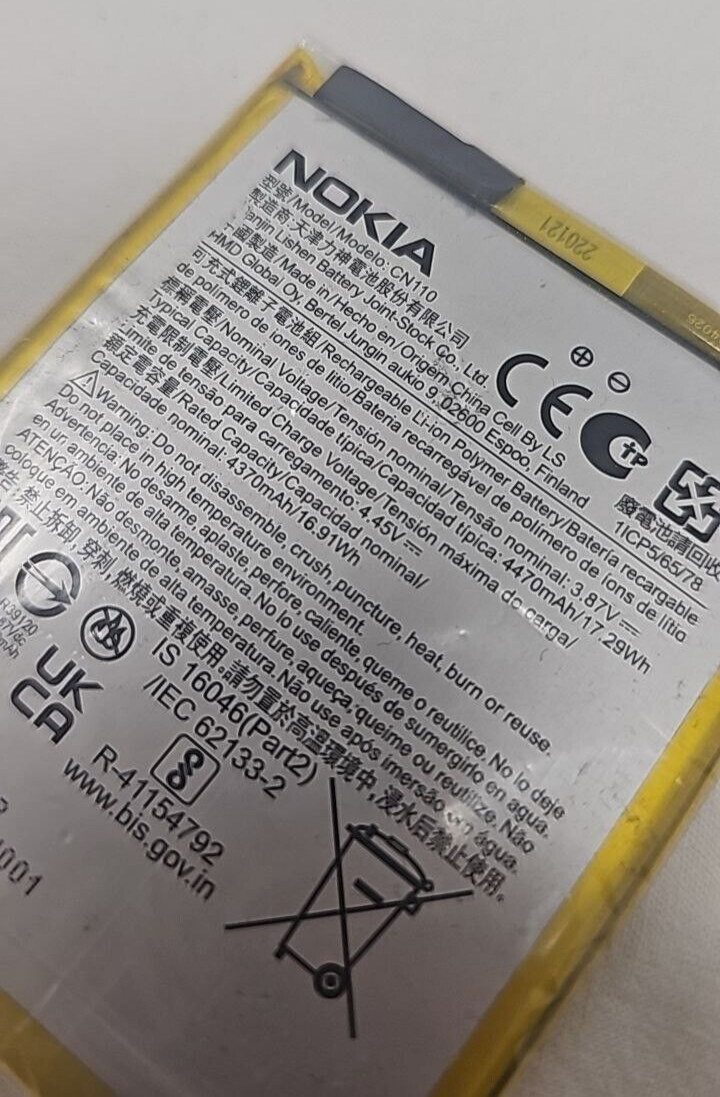 NOKIA
型號/Model/Modelo: CN110
製造商:天津力神電池股份有限公司
Tianjin Lishen Battery Joint-Stock Co., Ltd.
國製造/Made in/Hecho en/Origem China Cell By LS
HMD Global Oy, Bertel Jungin aukio 9, 02600 Espoo, Finland
可充式鋰離子電池組/Rechargeable Li-ion Polymer Battery/Batería recargable
de polímero de iones de litio/Bateria recarregável de polímero de íons de lítio
標稱電壓/Nominal Voltage/Tensión nominal/Tensão nominal: 3.87V
Typical Capacity/Capacidade típica/Capacidad típica: 4470mAh/17.29Wh
充電限制電壓/Limited Charge Voltage/Tensión máxima de carga/
Limite de tensão para carregamento: 4.45V
額定電容量/Rated Capacity/Capacidad nominal/
Capacidade nominal: 4370mAh/16.91Wh
Warning: Do not disassemble, crush, puncture, heat, burn or reuse.
Do not place in high temperature environment.
Advertencia: No desarme, aplaste, perfore, caliente, queme o reutilice. No lo deje
en un ambiente de alta temperatura. No lo use después de sumergirlo en agua.
ATENÇÃO: Não desmonte, amasse, perfure, aqueça, queime ou reutilize. Não
coloque em ambiente de alta temperatura. Não use após imersão em água.
禁止拆卸, 穿刺, 燃燒或重複使用。請勿置於高溫環境中, 浸水后禁止使用。
CE
廢電池請回收
1ICP5/65/78
220121
R-39120
UK
CA
IS 16046(Part2)
/IEC 62133-2
R-41154792
www.bis.gov.in